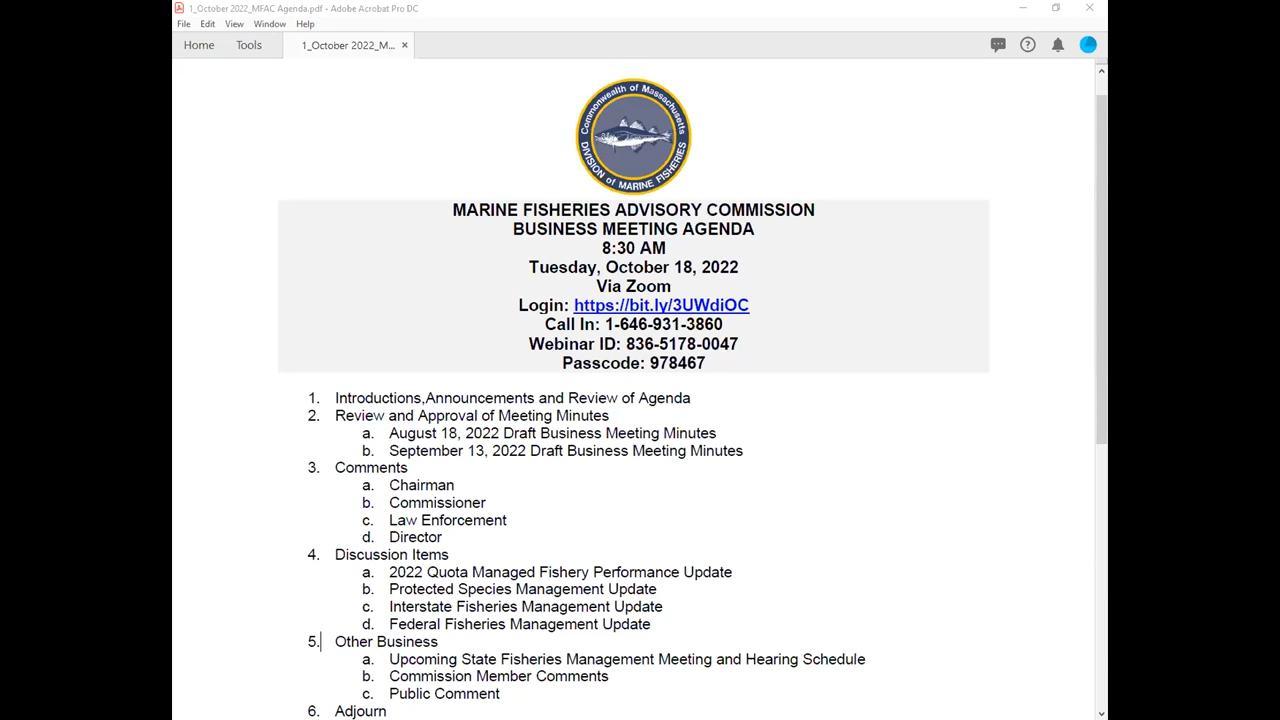 1_October 2022_MFAC Agenda.pdf - Adobe Acrobat Pro DC
File Edit View Window Help
Home Tools 1_October 2022_M... ×
Commonwealth of Massachusetts
DIVISION of MARINE FISHERIES
MARINE FISHERIES ADVISORY COMMISSION
BUSINESS MEETING AGENDA
8:30 AM
Tuesday, October 18, 2022
Via Zoom
Login: https://bit.ly/3UWdiOC
Call In: 1-646-931-3860
Webinar ID: 836-5178-0047
Passcode: 978467
1. Introductions,Announcements and Review of Agenda
2. Review and Approval of Meeting Minutes
a. August 18, 2022 Draft Business Meeting Minutes
b. September 13, 2022 Draft Business Meeting Minutes
3. Comments
a. Chairman
b. Commissioner
c. Law Enforcement
d. Director
4. Discussion Items
a. 2022 Quota Managed Fishery Performance Update
b. Protected Species Management Update
c. Interstate Fisheries Management Update
d. Federal Fisheries Management Update
5. Other Business
a. Upcoming State Fisheries Management Meeting and Hearing Schedule
b. Commission Member Comments
c. Public Comment
6. Adjourn